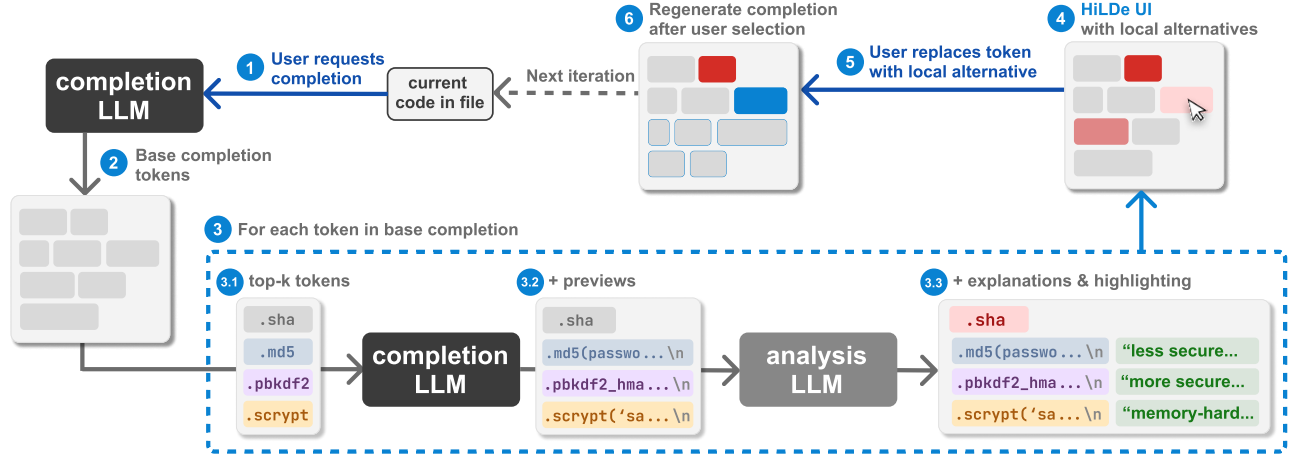 6 Regenerate completion
after user selection
4 HiLDe UI
with local alternatives
1 User requests
completion
5 User replaces token
with local alternative
completion
LLM
current
code in file
Next iteration
2 Base completion
tokens
3 For each token in base completion
3.1 top-k tokens
3.2 + previews
3.3 + explanations & highlighting
.sha
.md5
.pbkdf2
.scrypt
completion
LLM
.sha
.md5(passwo...\n
.pbkdf2_hma...\n
.scrypt(‘sa...\n
analysis
LLM
.sha
.md5(passwo...\n “less secure...
.pbkdf2_hma...\n “more secure...
.scrypt(‘sa...\n “memory-hard...